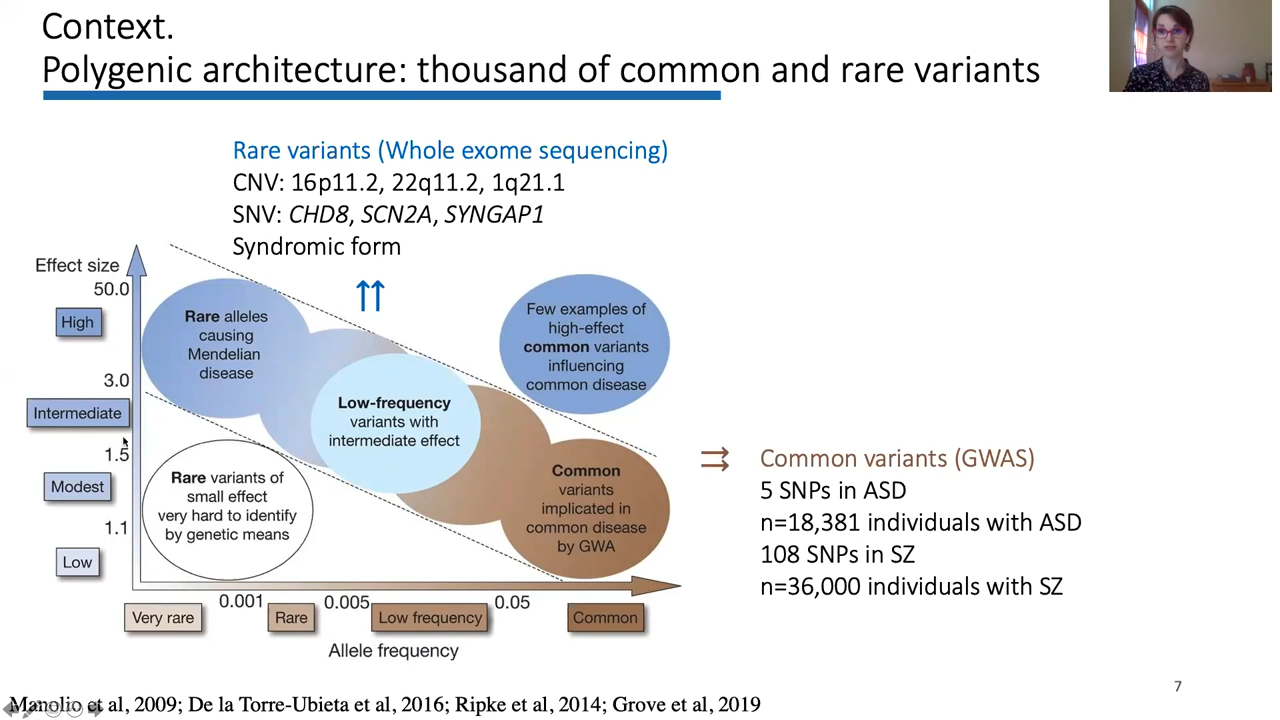 Context.
Polygenic architecture: thousand of common and rare variants
Rare variants (Whole exome sequencing)
CNV: 16p11.2, 22q11.2, 1q21.1
SNV: CHD8, SCN2A, SYNGAP1
Syndromic form
Effect size
50.0
High
3.0
Intermediate
1.5
Modest
1.1
Low
Rare alleles
causing
Mendelian
disease
Few examples of
high-effect
common variants
influencing
common disease
Low-frequency
variants with
intermediate effect
Rare variants of
small effect
very hard to identify
by genetic means
Common
variants
implicated in
common disease
by GWA
0.001
0.005
0.05
Very rare
Rare
Low frequency
Common
Allele frequency
Common variants (GWAS)
5 SNPs in ASD
n=18,381 individuals with ASD
108 SNPs in SZ
n=36,000 individuals with SZ
7
Manolio et al, 2009; De la Torre-Ubieta et al, 2016; Ripke et al, 2014; Grove et al, 2019